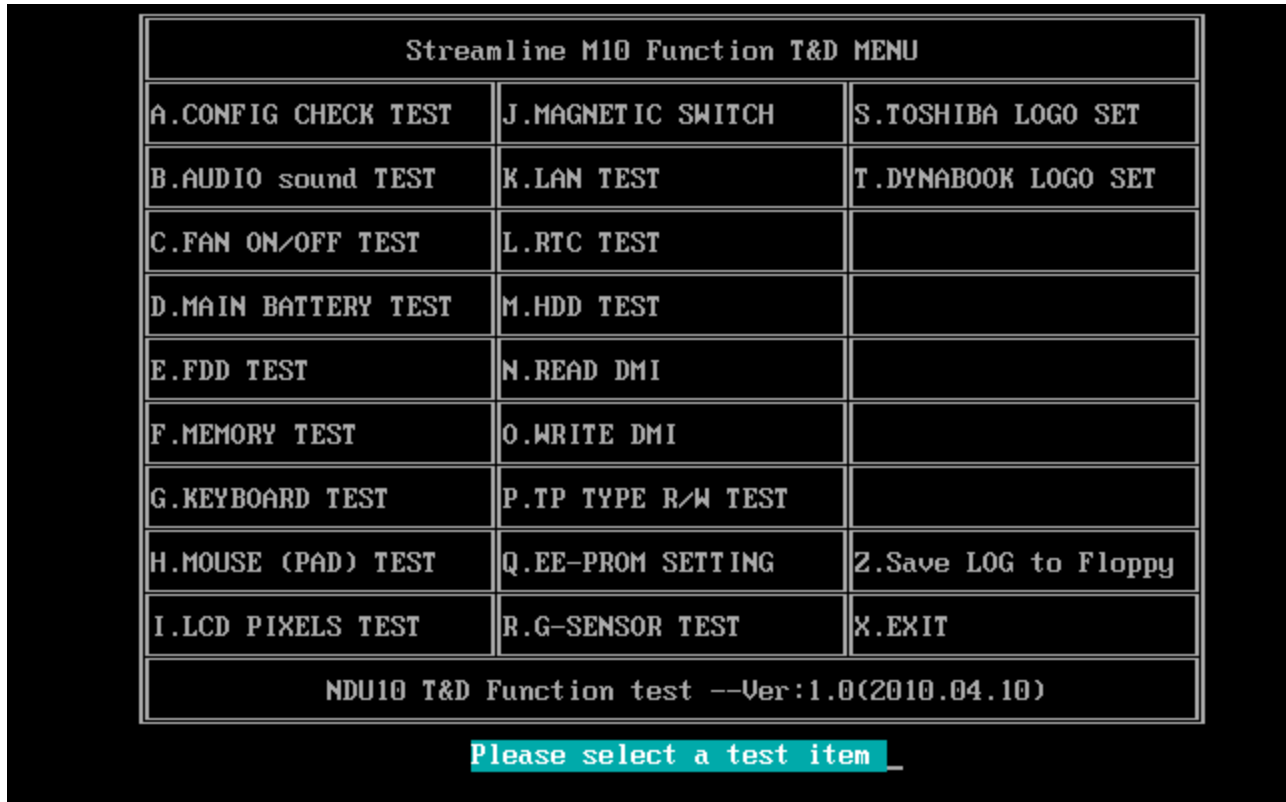 Streamline M10 Function T&D MENU
A.CONFIG CHECK TEST J.MAGNETIC SWITCH S.TOSHIBA LOGO SET
B.AUDIO sound TEST K.LAN TEST T.DYNABOOK LOGO SET
C.FAN ON/OFF TEST L.RTC TEST
D.MAIN BATTERY TEST M.HDD TEST
E.FDD TEST N.READ DMI
F.MEMORY TEST O.WRITE DMI
G.KEYBOARD TEST P.TP TYPE R/W TEST
H.MOUSE (PAD) TEST Q.EE-PROM SETTING Z.Save LOG to Floppy
I.LCD PIXELS TEST R.G-SENSOR TEST X.EXIT
NDU10 T&D Function test --Ver:1.0(2010.04.10)
Please select a test item _